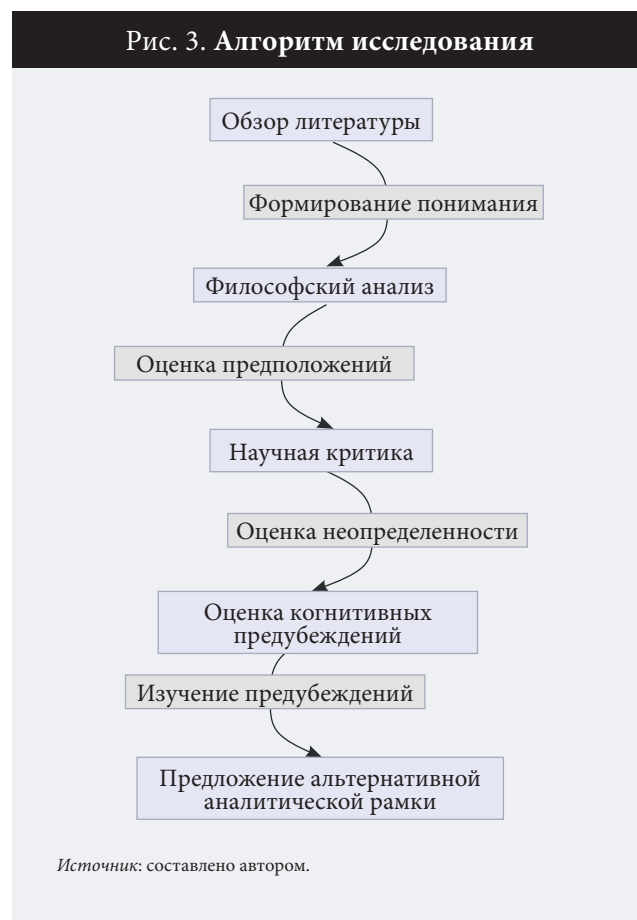 Рис. 3. Алгоритм исследования
Обзор литературы
Формирование понимания
Философский анализ
Оценка предположений
Научная критика
Оценка неопределенности
Оценка когнитивных
предубеждений
Изучение предубеждений
Предложение альтернативной
аналитической рамки
Источник: составлено автором.